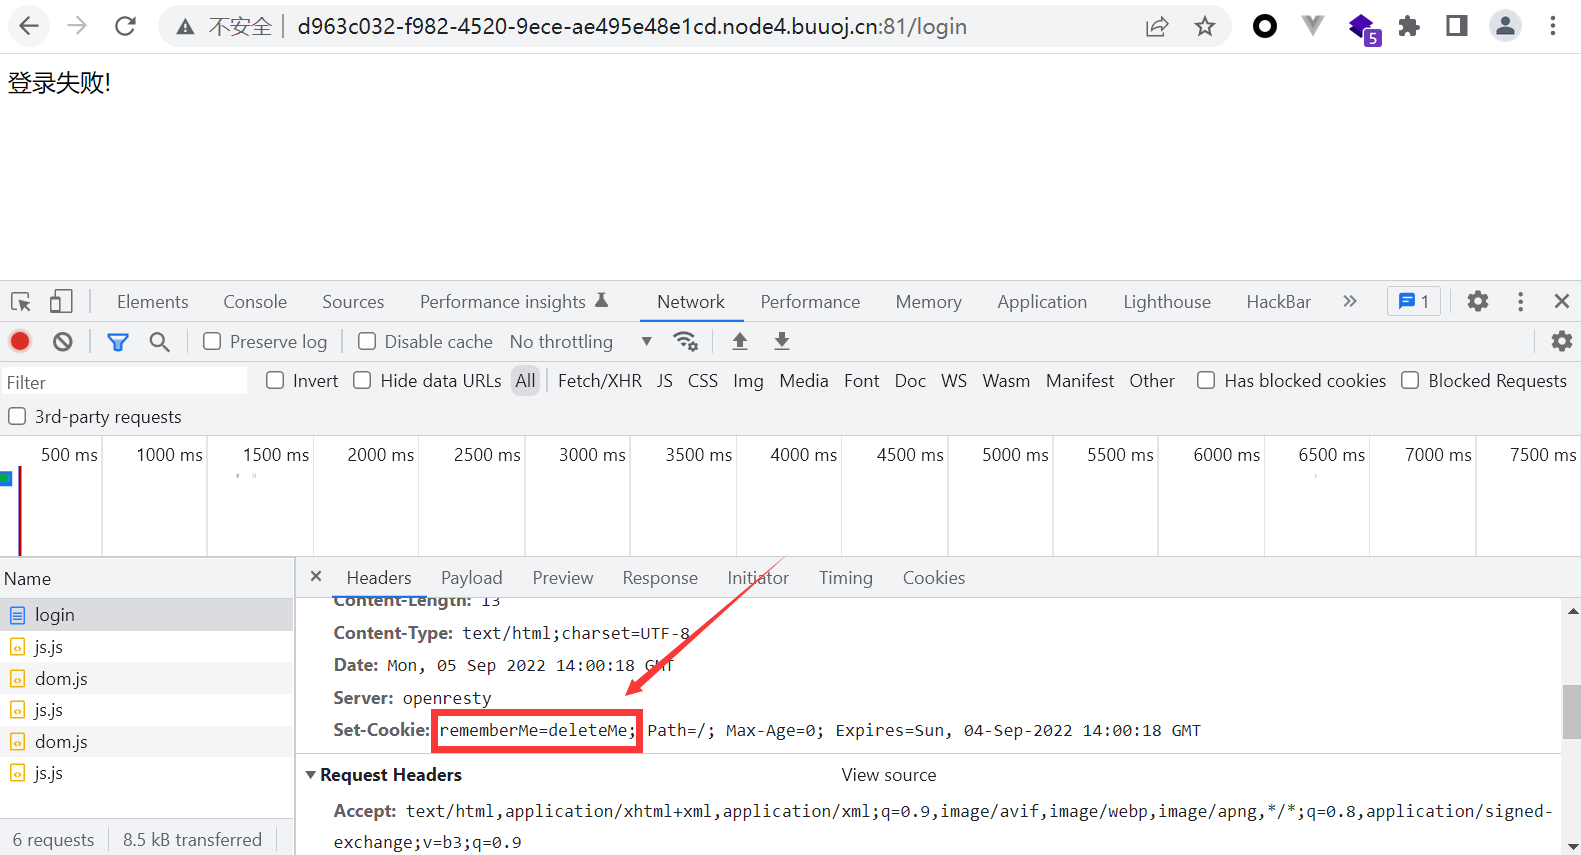 不安全 d963c032-f982-4520-9ece-ae495e48e1cd.node4.buuoj.cn:81/login
5
登录失败!
Elements Console Sources Performance insights Network Performance Memory Application Lighthouse HackBar 1
Preserve log Disable cache No throttling
Filter Invert Hide data URLs All Fetch/XHR JS CSS Img Media Font Doc WS Wasm Manifest Other Has blocked cookies Blocked Requests
3rd-party requests
500 ms 1000 ms 1500 ms 2000 ms 2500 ms 3000 ms 3500 ms 4000 ms 4500 ms 5000 ms 5500 ms 6000 ms 6500 ms 7000 ms 7500 ms
Name
login
js.js
dom.js
js.js
dom.js
js.js
6 requests 8.5 kB transferred
Headers Payload Preview Response Initiator Timing Cookies
Content-Length: 13
Content-Type: text/html;charset=UTF-8
Date: Mon, 05 Sep 2022 14:00:18 GMT
Server: openresty
Set-Cookie: rememberMe=deleteMe; Path=/; Max-Age=0; Expires=Sun, 04-Sep-2022 14:00:18 GMT
Request Headers View source
Accept: text/html,application/xhtml+xml,application/xml;q=0.9,image/avif,image/webp,image/apng,*/*;q=0.8,application/signed-
exchange;v=b3;q=0.9